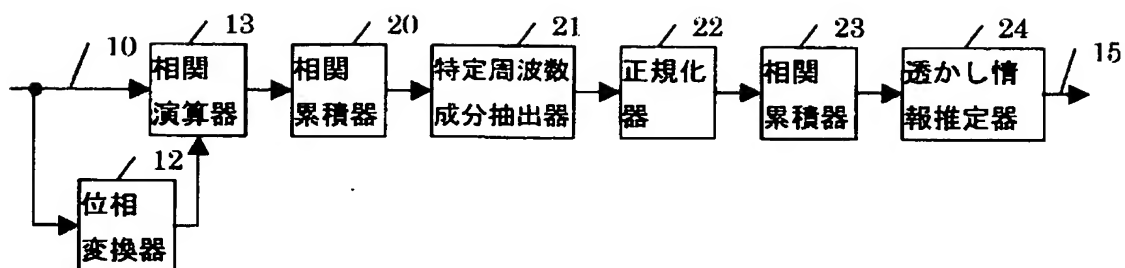 10
13
相関
演算器
20
相関
累積器
21
特定周波数
成分抽出器
22
正規化
器
23
相関
累積器
24
透かし情
報推定器
15
12
位相
変換器